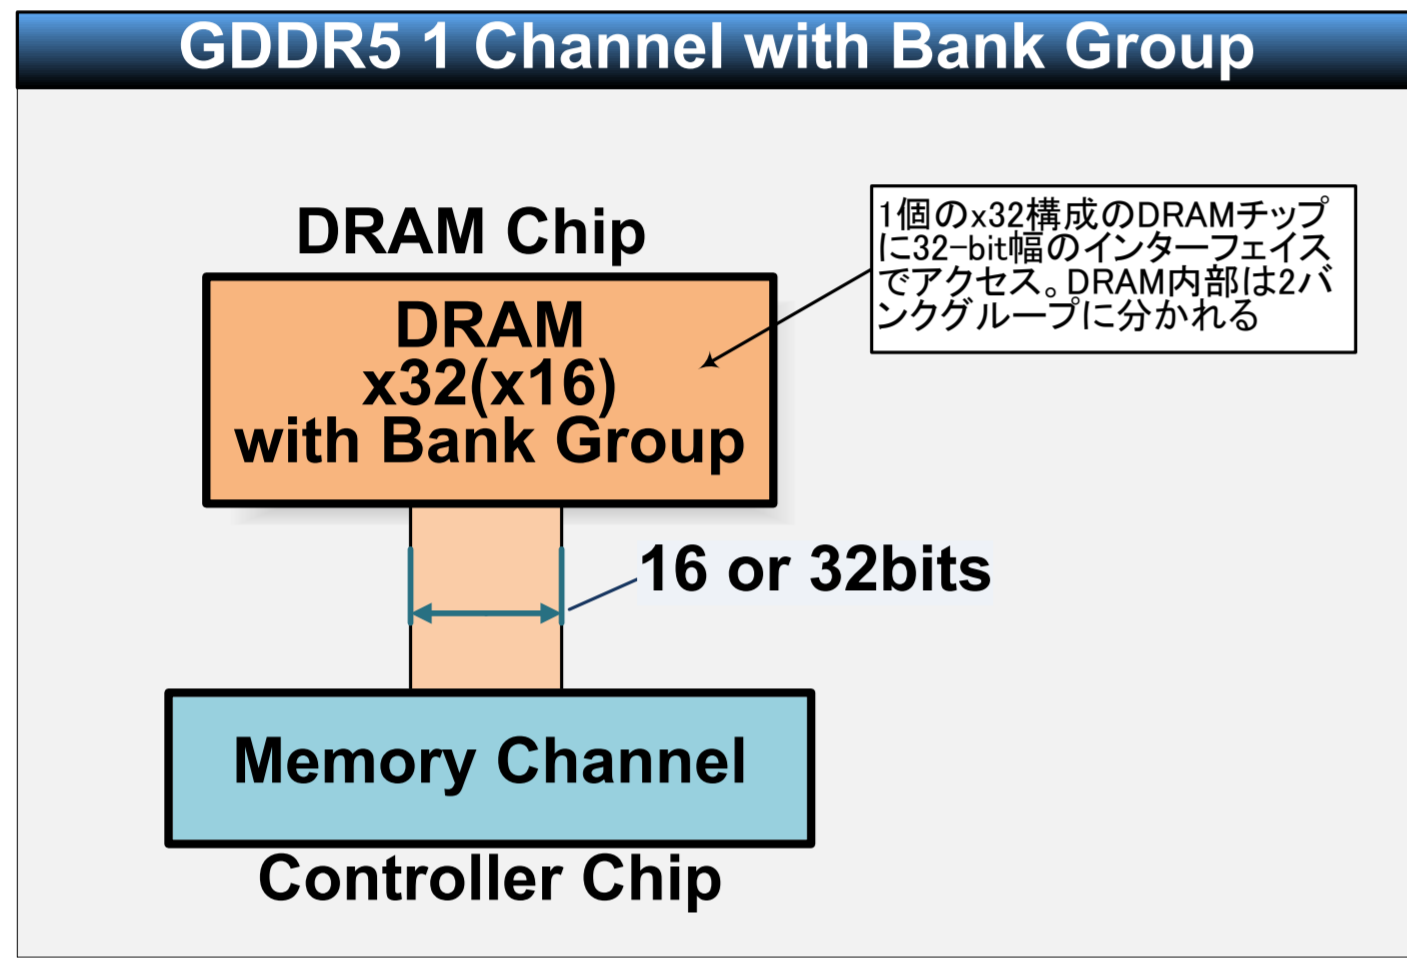 GDDR5 1 Channel with Bank Group
DRAM Chip
1個のx32構成のDRAMチップ
に32-bit幅のインターフェイス
でアクセス。DRAM内部は2バ
ンクグループに分かれる
DRAM
x32(x16)
with Bank Group
16 or 32bits
Memory Channel
Controller Chip